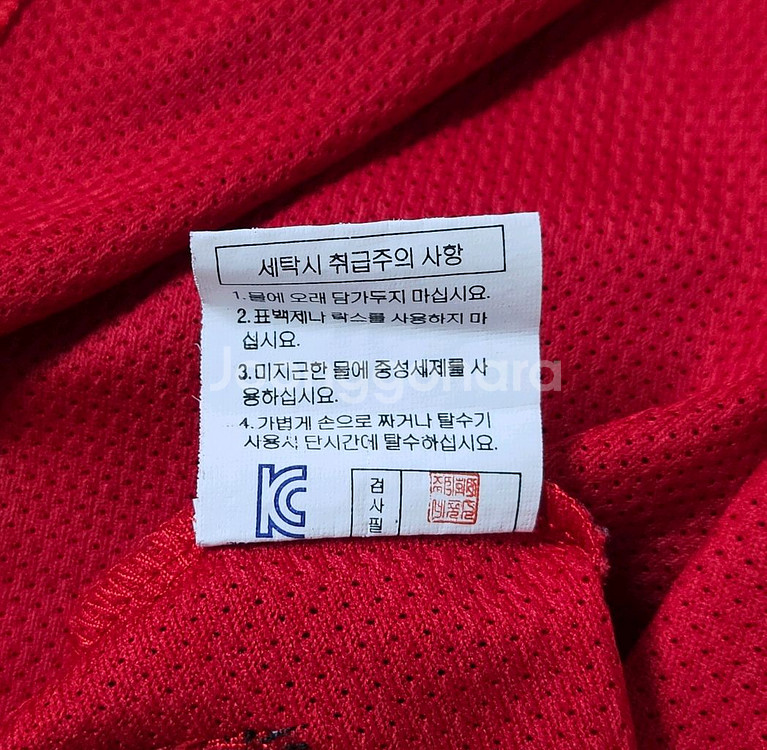 세탁시 취급주의 사항
1.물에 오래 담가두지 마십시요.
2.표백제나 락스를 사용하지 마
십시요.
3.미지근한 물에 중성세제를 사
용하십시요.
4.가볍게 손으로 짜거나 탈수기
사용시 단시간에 탈수하십시요.
Joonggonara
KC
검
사
필